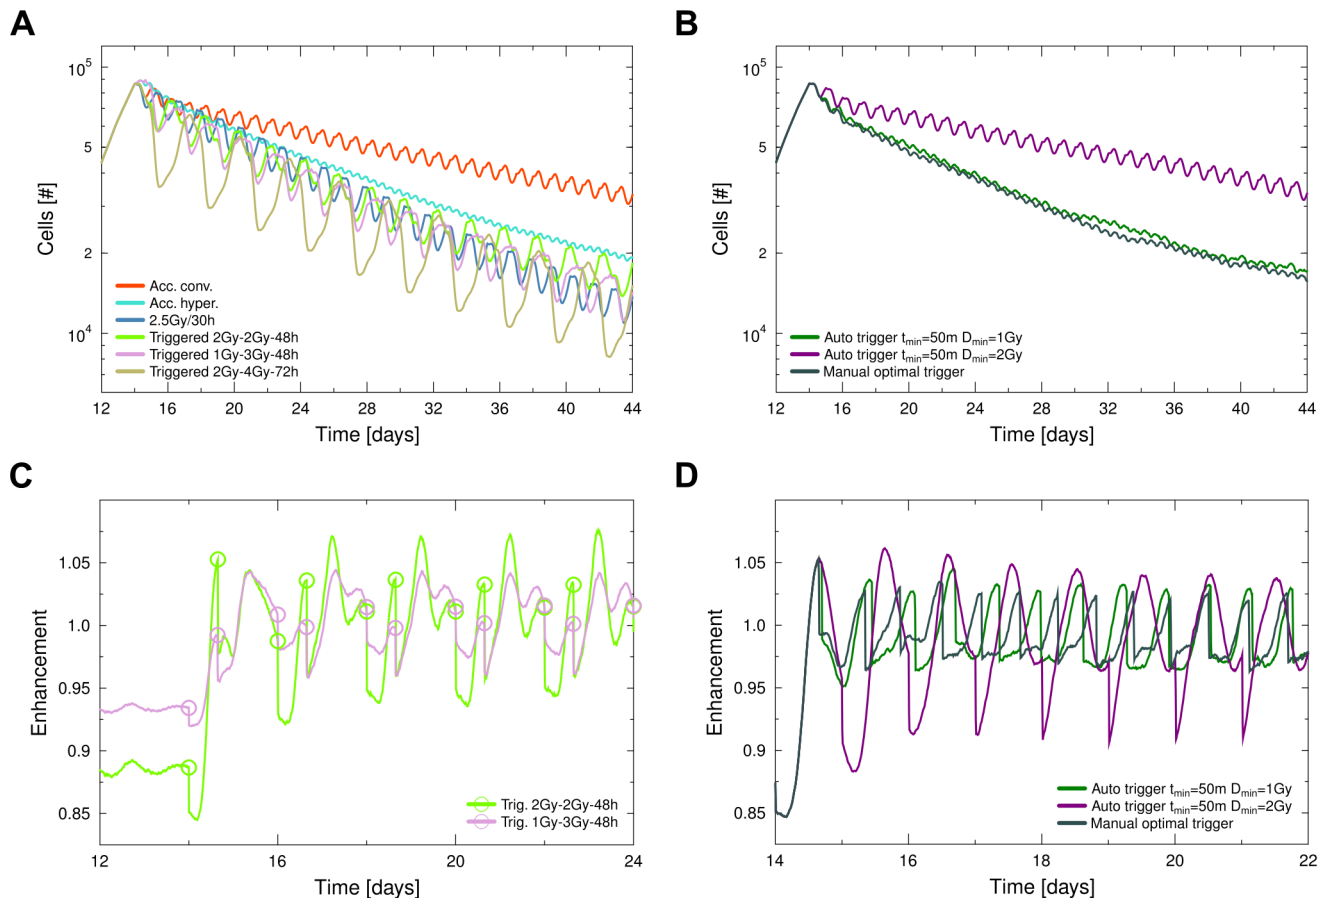 A
10^5
5
2
10^4
Cells [#]
Acc. conv.
Acc. hyper.
2.5Gy/30h
Triggered 2Gy-2Gy-48h
Triggered 1Gy-3Gy-48h
Triggered 2Gy-4Gy-72h
12 16 20 24 28 32 36 40 44
Time [days]
B
10^5
5
2
10^4
Cells [#]
Auto trigger t_min=50m D_min=1Gy
Auto trigger t_min=50m D_min=2Gy
Manual optimal trigger
12 16 20 24 28 32 36 40 44
Time [days]
C
1.05
1.0
0.95
0.9
0.85
Enhancement
Trig. 2Gy-2Gy-48h
Trig. 1Gy-3Gy-48h
12 16 20 24
Time [days]
D
1.05
1.0
0.95
0.9
0.85
Enhancement
Auto trigger t_min=50m D_min=1Gy
Auto trigger t_min=50m D_min=2Gy
Manual optimal trigger
14 16 18 20 22
Time [days]